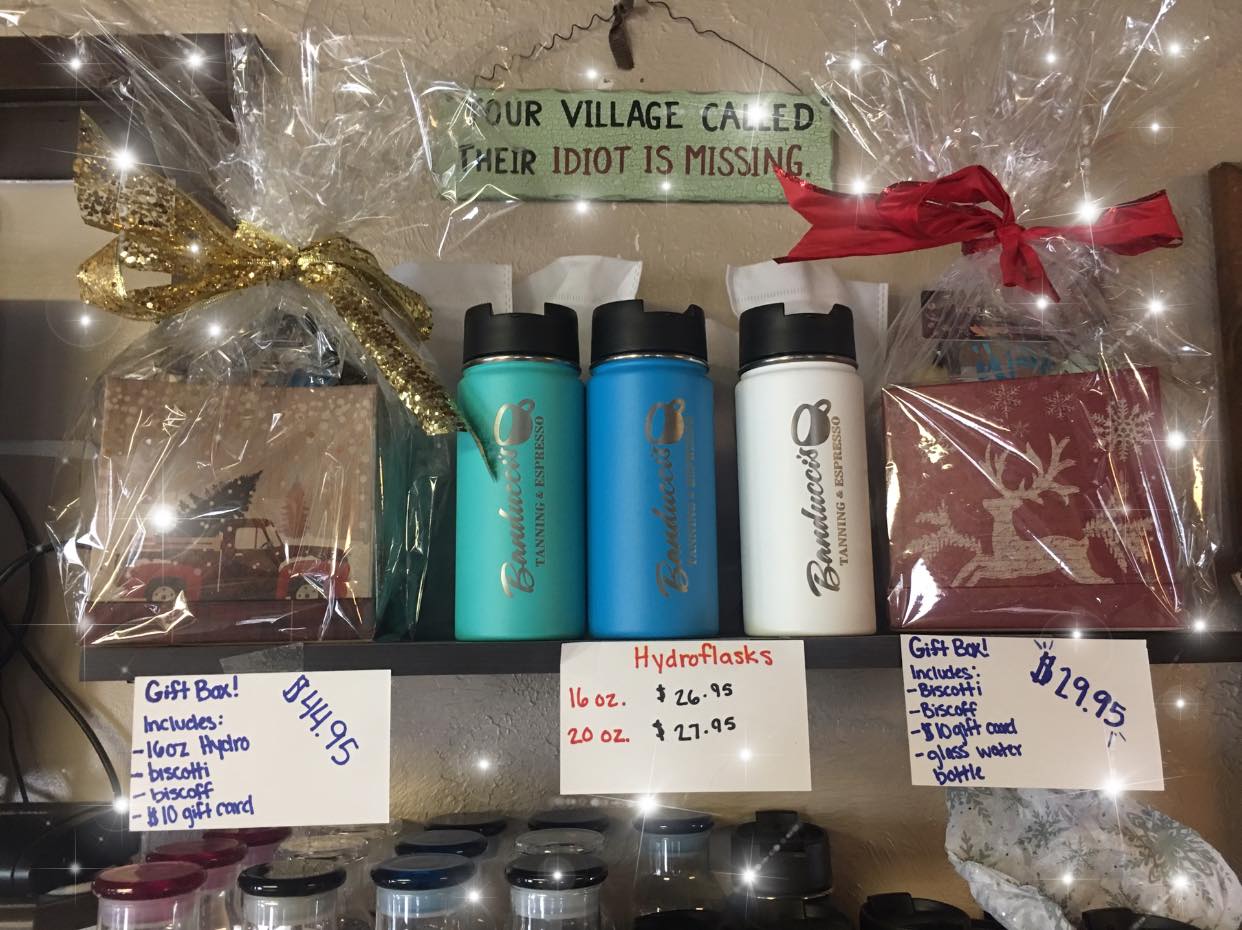 YOUR VILLAGE CALLED
THEIR IDIOT IS MISSING.
Banducci's
TANNING & ESPRESSO
Banducci's
TANNING & ESPRESSO
Banducci's
TANNING & ESPRESSO
Gift Box!
$44.95
Includes:
-16oz Hydro
- biscotti
- biscoff
- $10 gift card
Hydroflasks
16 oz. $26.95
20 oz. $27.95
Gift Box!
$29.95
Includes:
- Biscotti
- Biscoff
- $10 gift card
- glass water
bottle